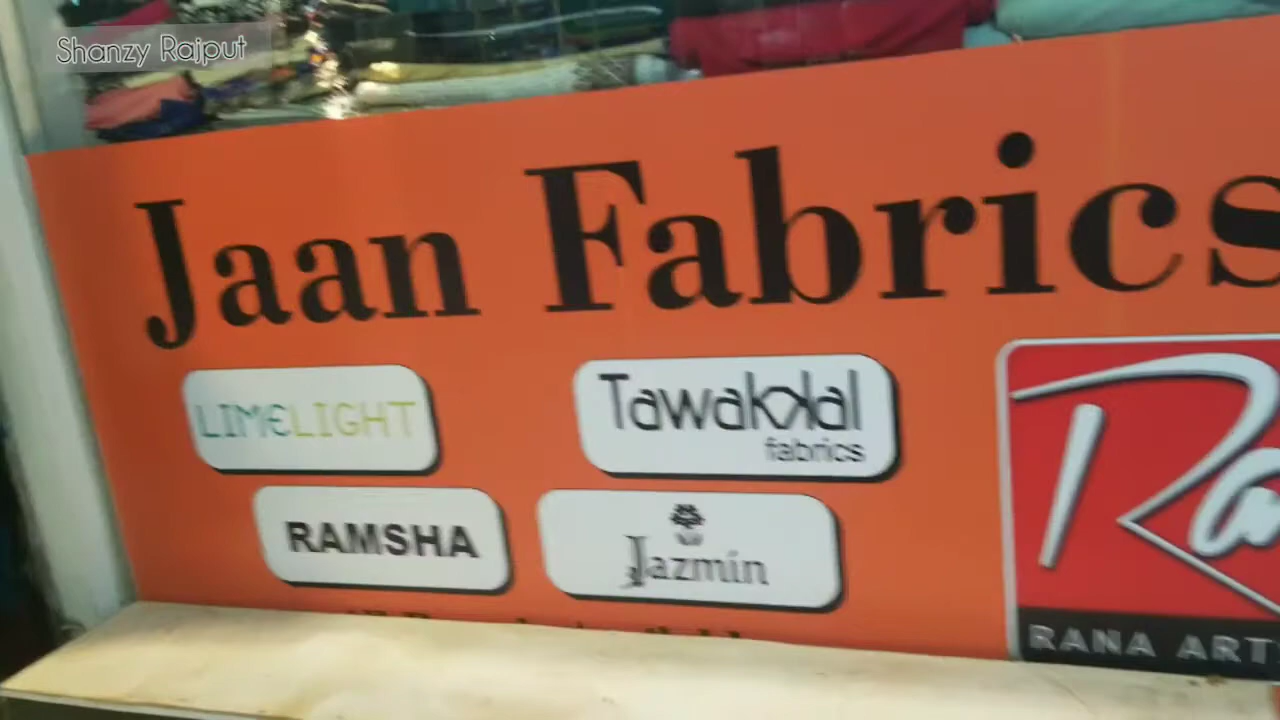 Shanzy Rajput
Jaan Fabrics
LIMELIGHT
Tawakkal
fabrics
RAMSHA
Jazmin
RANA ART